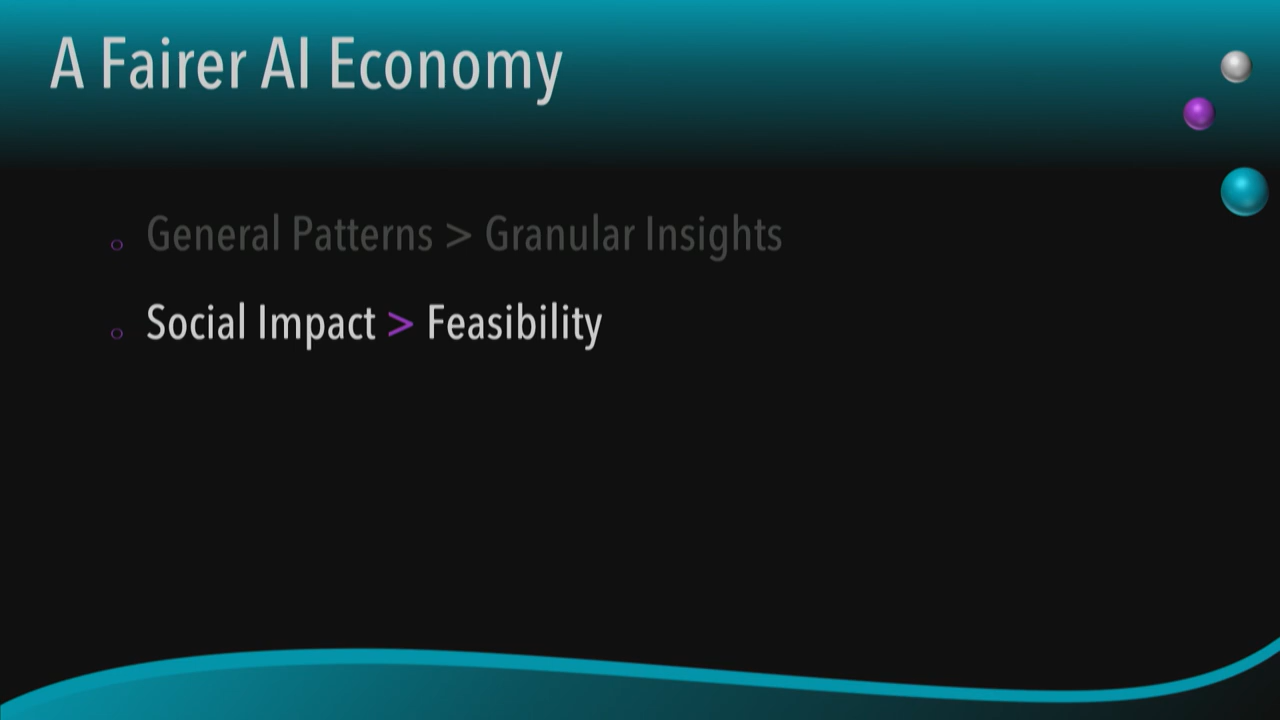 A Fairer AI Economy
General Patterns > Granular Insights
Social Impact > Feasibility